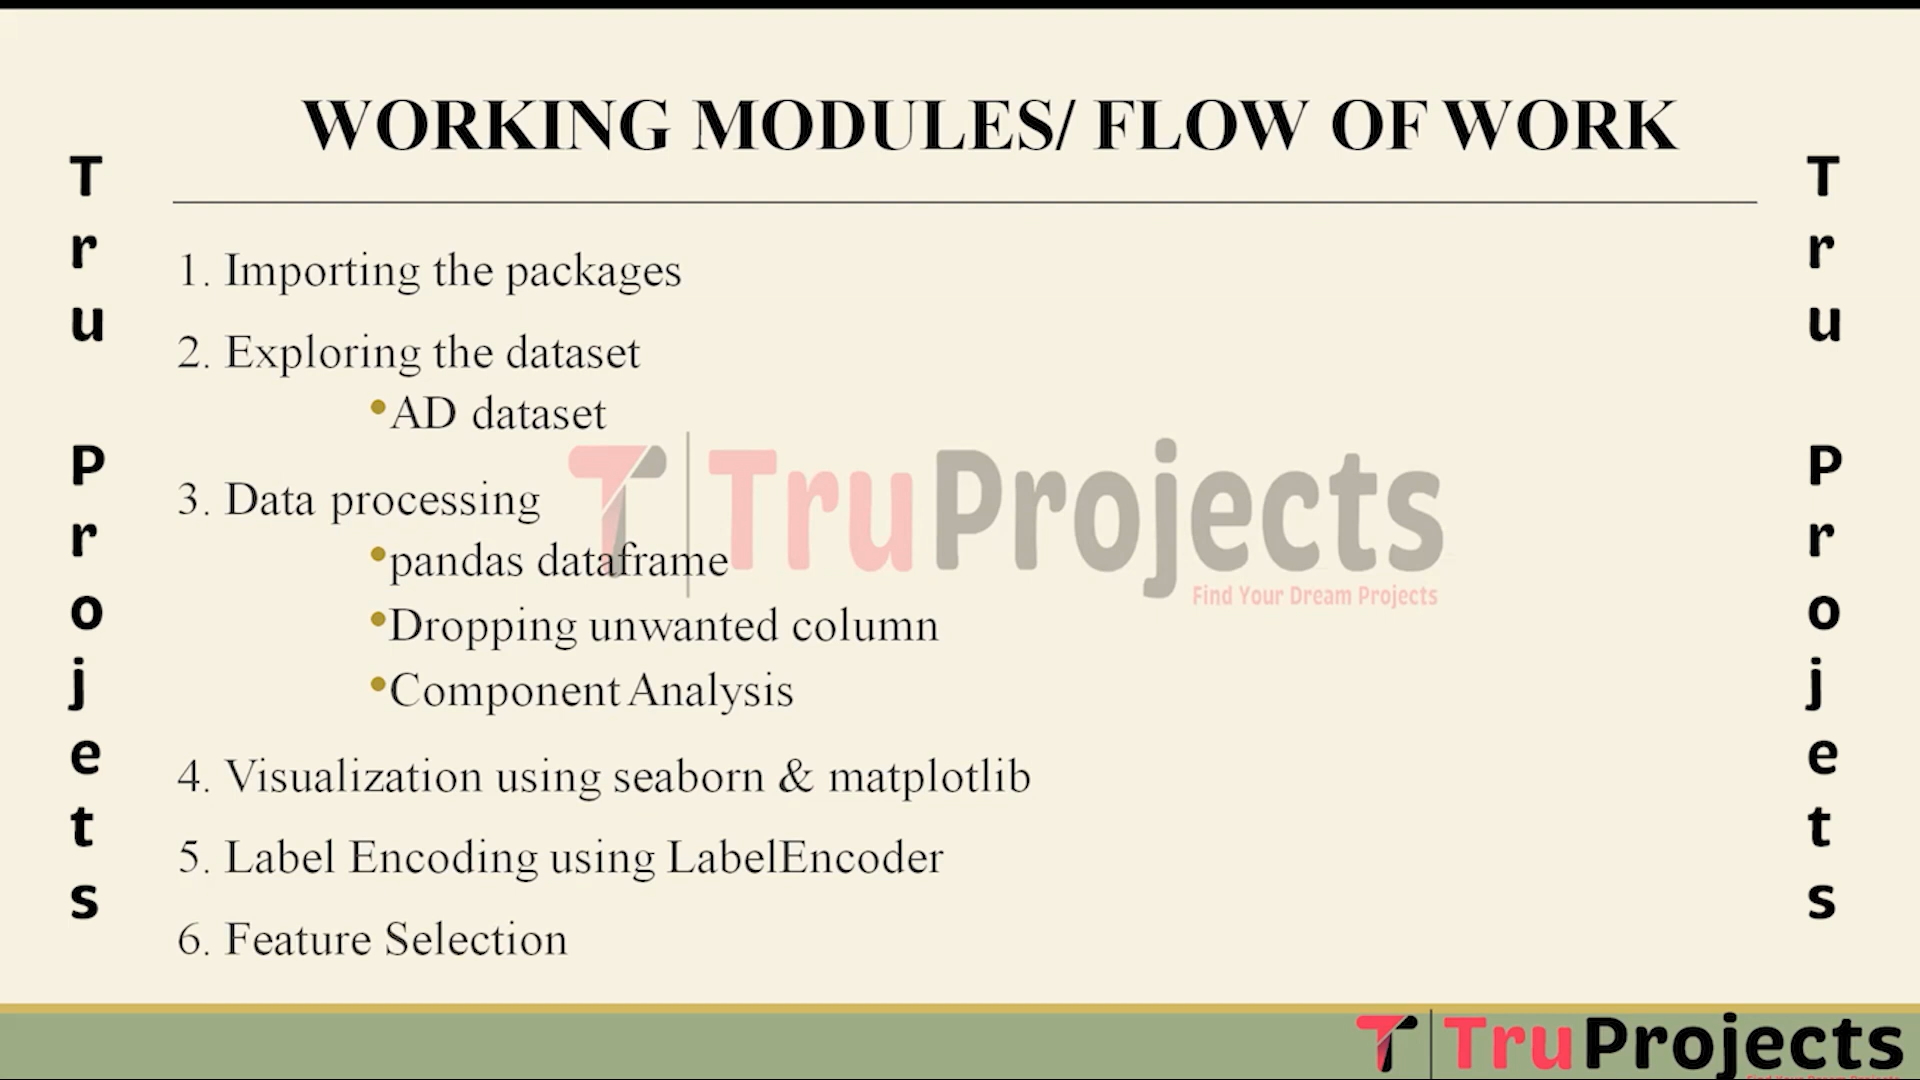 WORKING MODULES/ FLOW OF WORK
Tru Projets
Tru Projets
1. Importing the packages
2. Exploring the dataset
•AD dataset
3. Data processing
•pandas dataframe
•Dropping unwanted column
•Component Analysis
4. Visualization using seaborn & matplotlib
5. Label Encoding using LabelEncoder
6. Feature Selection
TruProjects
Find Your Dream Projects
TruProjects